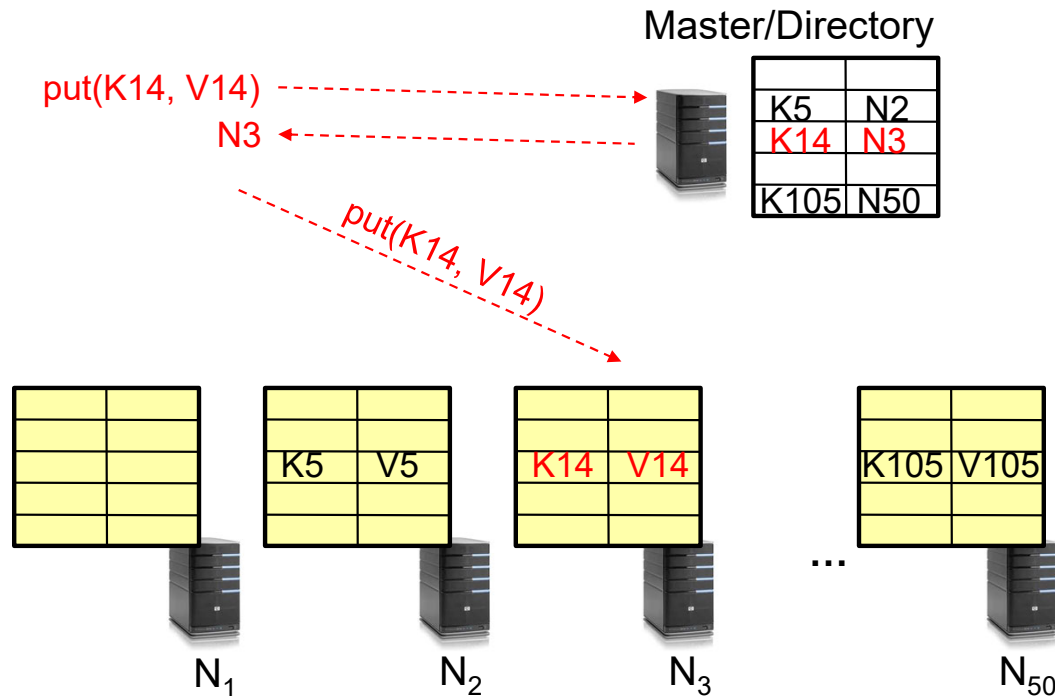 Master/Directory
put(K14, V14)
N3
K5 N2
K14 N3
K105 N50
put(K14, V14)
K5 V5
K14 V14
K105 V105
...
N1
N2
N3
N50